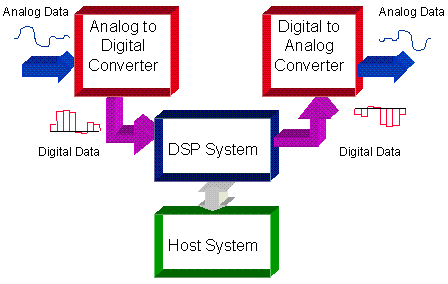 Analog Data
Analog to
Digital
Converter
Digital to
Analog
Converter
Analog Data
Digital Data
DSP System
Digital Data
Host System